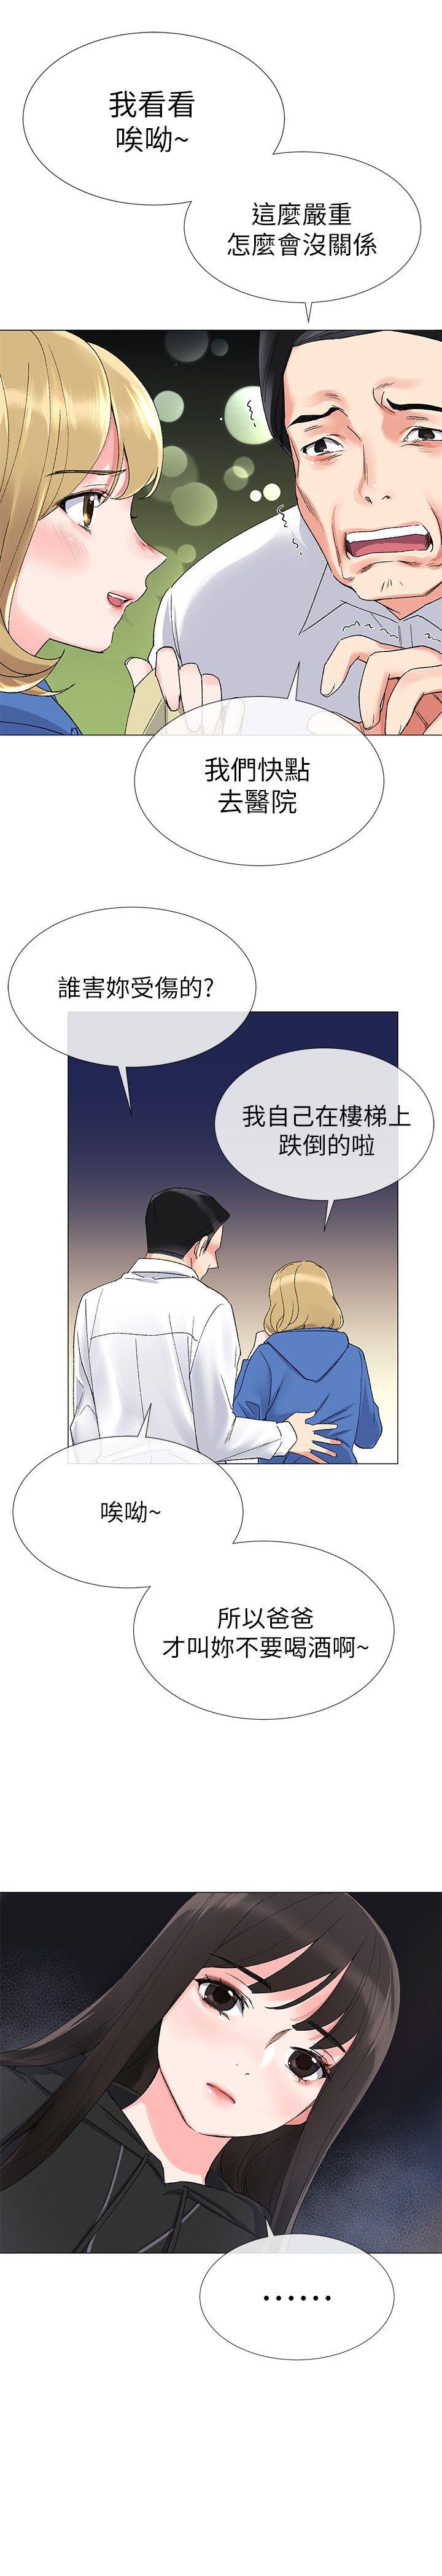 我看看
唉呦~
這麼嚴重
怎麼會沒關係
我們快點
去醫院
誰害妳受傷的?
我自己在樓梯上
跌倒的啦
唉呦~
所以爸爸
才叫妳不要喝酒啊~
······